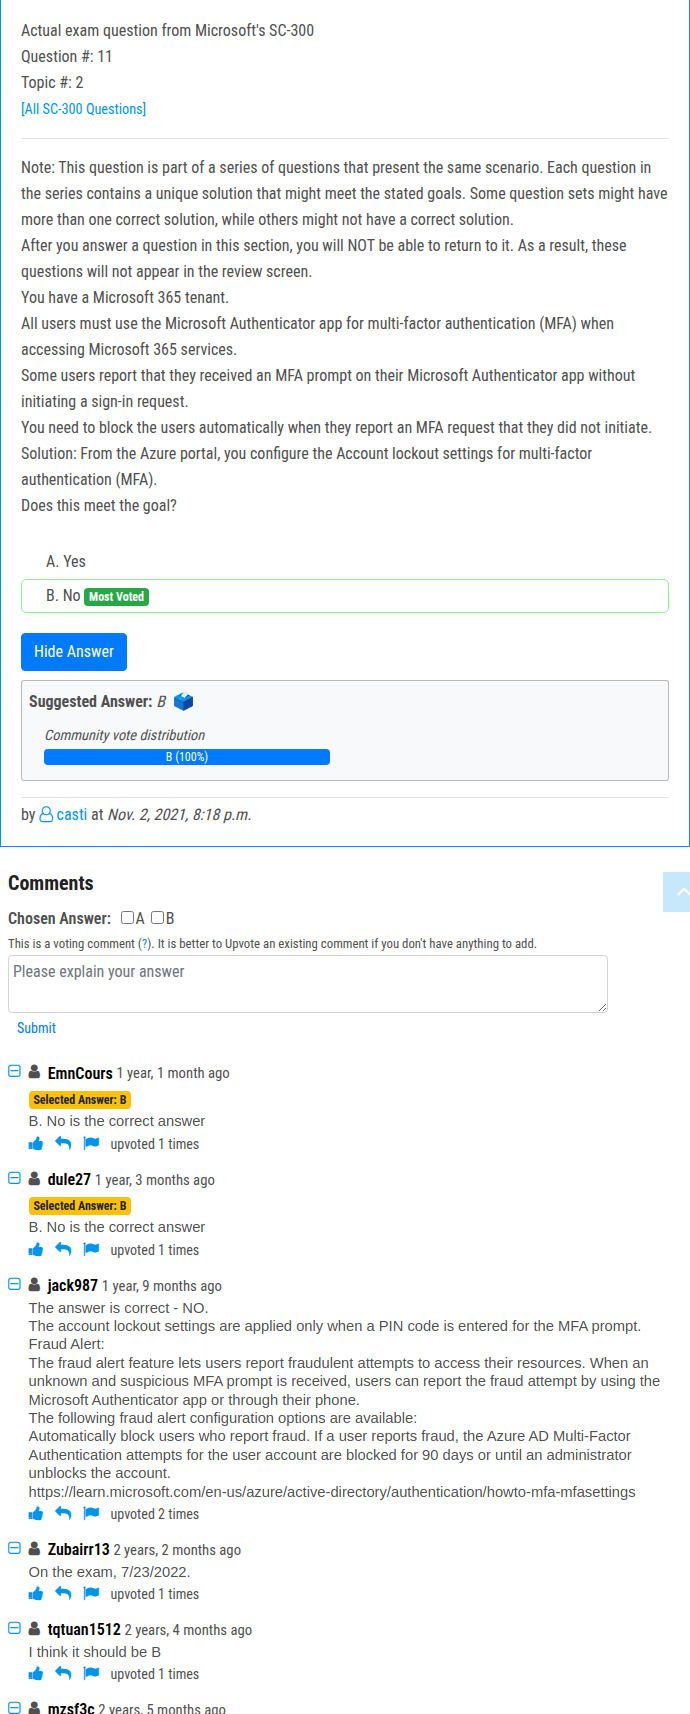 Actual exam question from Microsoft's SC-300
Question #: 11
Topic #: 2
[All SC-300 Questions]
Note: This question is part of a series of questions that present the same scenario. Each question in
the series contains a unique solution that might meet the stated goals. Some question sets might have
more than one correct solution, while others might not have a correct solution.
After you answer a question in this section, you will NOT be able to return to it. As a result, these
questions will not appear in the review screen.
You have a Microsoft 365 tenant.
All users must use the Microsoft Authenticator app for multi-factor authentication (MFA) when
accessing Microsoft 365 services.
Some users report that they received an MFA prompt on their Microsoft Authenticator app without
initiating a sign-in request.
You need to block the users automatically when they report an MFA request that they did not initiate.
Solution: From the Azure portal, you configure the Account lockout settings for multi-factor
authentication (MFA).
Does this meet the goal?
A. Yes
B. No Most Voted
Hide Answer
Suggested Answer: B
Community vote distribution
B (100%)
by casti at Nov. 2, 2021, 8:18 p.m.
Comments
Chosen Answer: A B
This is a voting comment (?). It is better to Upvote an existing comment if you don't have anything to add.
Please explain your answer
Submit
EmnCours 1 year, 1 month ago
Selected Answer: B
B. No is the correct answer
upvoted 1 times
dule27 1 year, 3 months ago
Selected Answer: B
B. No is the correct answer
upvoted 1 times
jack987 1 year, 9 months ago
The answer is correct - NO.
The account lockout settings are applied only when a PIN code is entered for the MFA prompt.
Fraud Alert:
The fraud alert feature lets users report fraudulent attempts to access their resources. When an
unknown and suspicious MFA prompt is received, users can report the fraud attempt by using the
Microsoft Authenticator app or through their phone.
The following fraud alert configuration options are available:
Automatically block users who report fraud. If a user reports fraud, the Azure AD Multi-Factor
Authentication attempts for the user account are blocked for 90 days or until an administrator
unblocks the account.
https://learn.microsoft.com/en-us/azure/active-directory/authentication/howto-mfa-mfasettings
upvoted 2 times
Zubairr13 2 years, 2 months ago
On the exam, 7/23/2022.
upvoted 1 times
tqtuan1512 2 years, 4 months ago
I think it should be B
upvoted 1 times
mzsf3c 2 years, 5 months ago